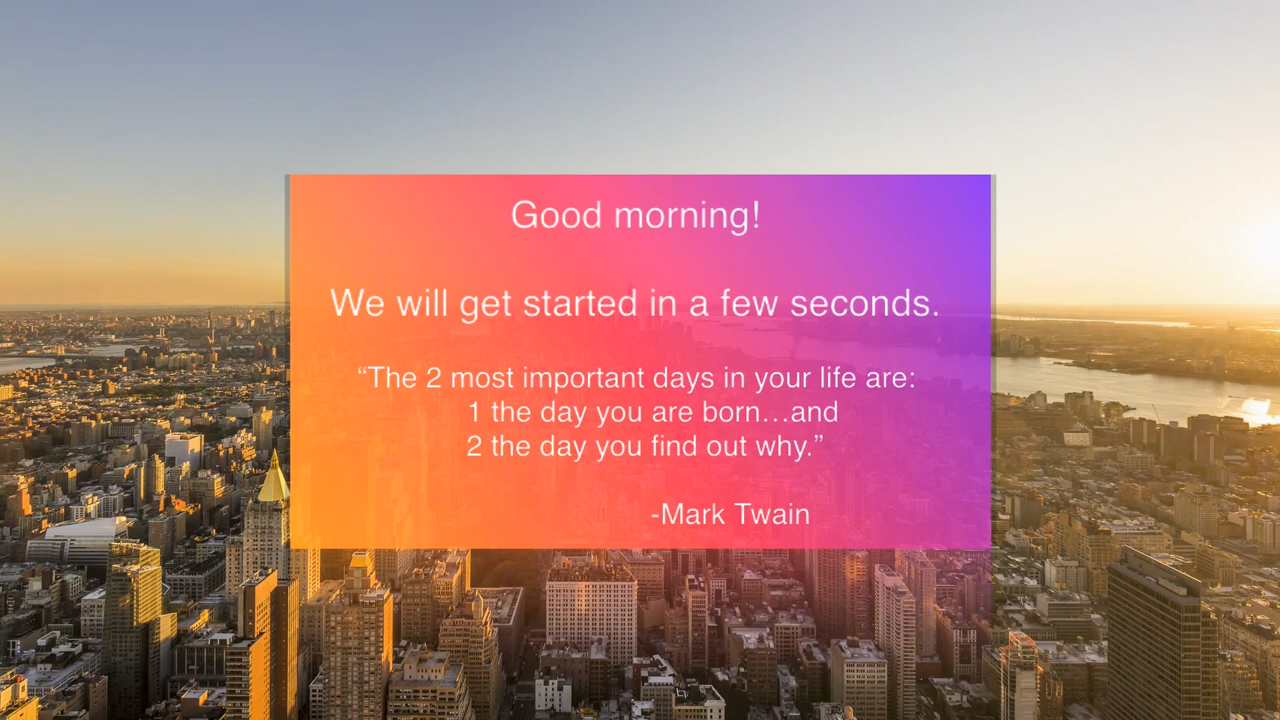 Good morning!
We will get started in a few seconds.
“The 2 most important days in your life are:
1 the day you are born…and
2 the day you find out why.”
-Mark Twain